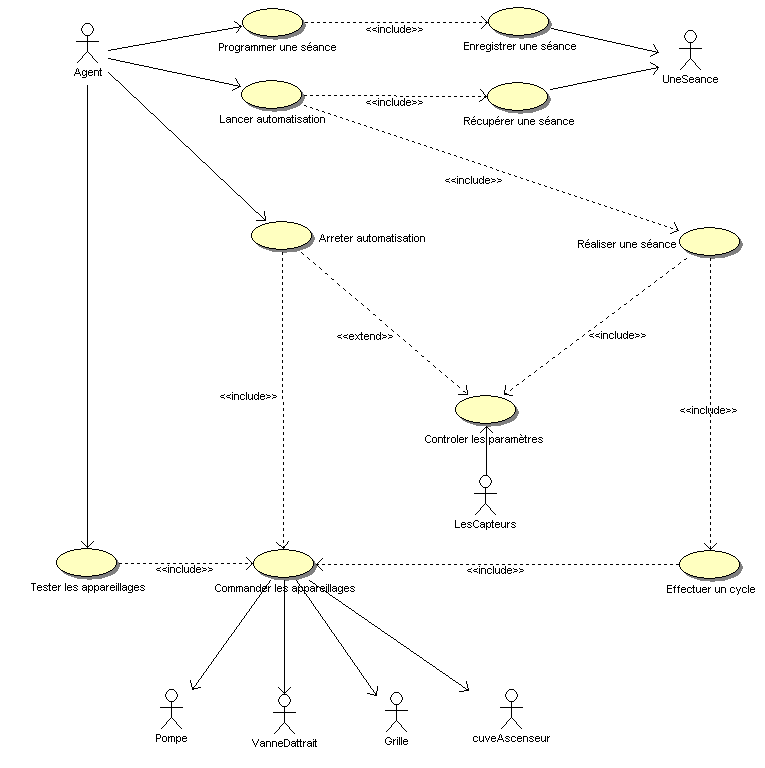 <<include>>
Programmer une séance
Enregistrer une séance
Agent
UneSeance
<<include>>
Lancer automatisation
Récupérer une séance
<<include>>
Arreter automatisation
Réaliser une séance
<<extend>>
<<include>>
<<include>>
<<include>>
Controler les paramètres
LesCapteurs
<<include>>
<<include>>
Tester les appareillages
Commander les appareillages
Effectuer un cycle
Pompe
VanneDattrait
Grille
cuveAscenseur